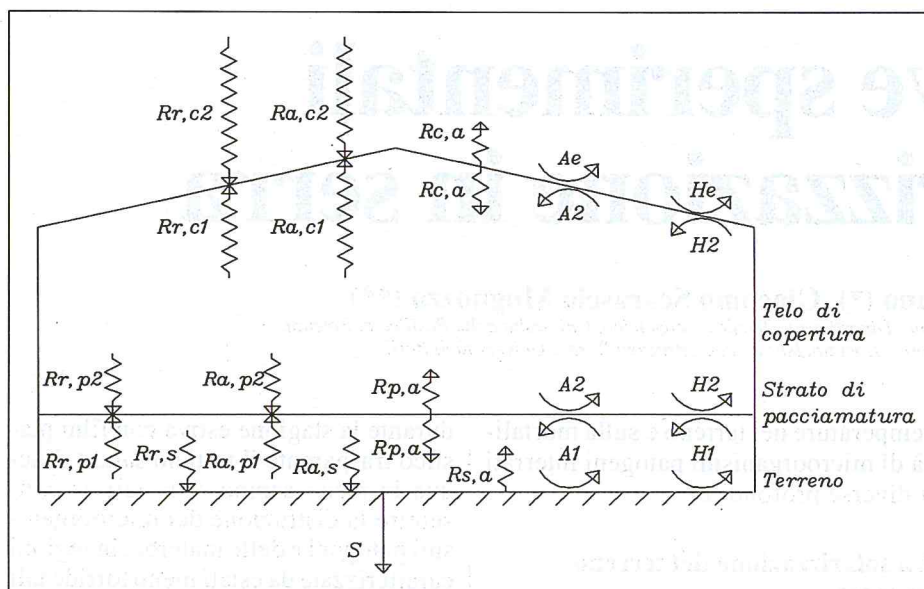 Rr,c2
Ra,c2
Rc,a
Rc,a
Ae
A2
He
H2
Rr,c1
Ra,c1
Telo di
copertura
Rr,p2
Ra,p2
Rp,a
A2
H2
Strato di
pacciamatura
Rr,p1
Rr,s
Ra,p1
Ra,s
Rp,a
Rs,a
A1
H1
Terreno
S